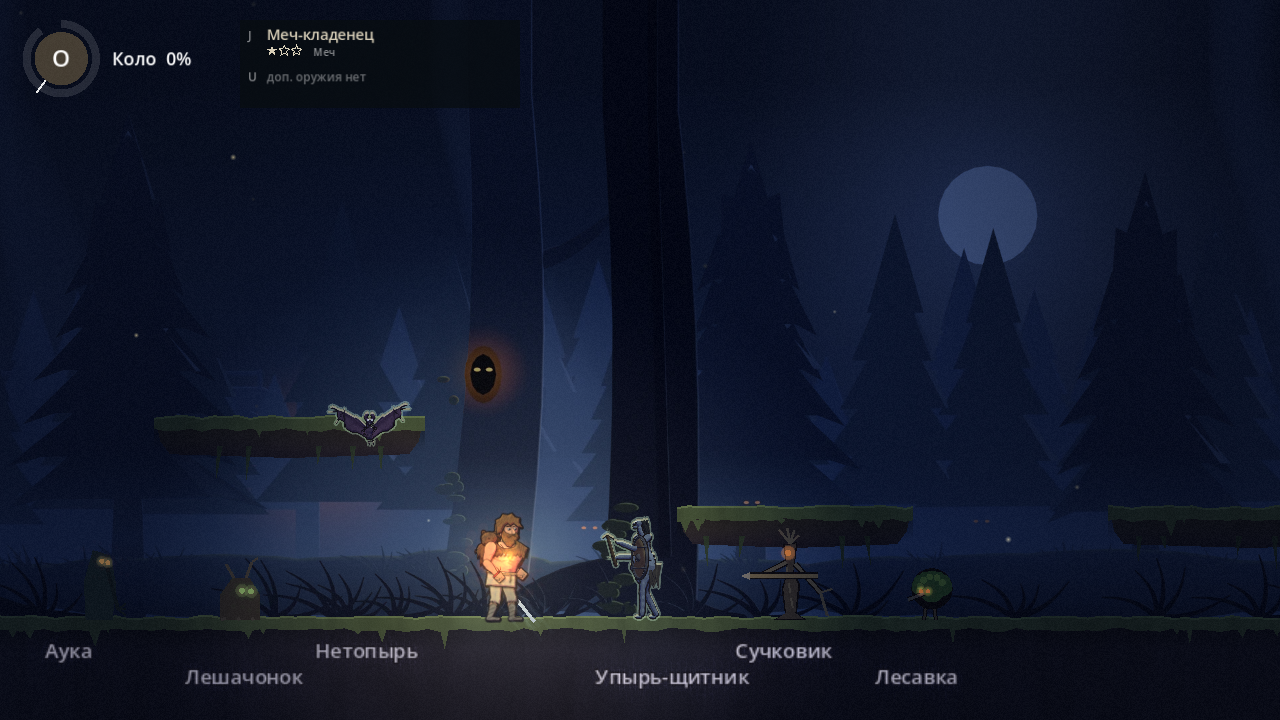 O
Коло 0%
J Меч-кладенец
Меч
U доп. оружия нет
Аука
Лешачонок
Нетопырь
Упырь-щитник
Сучковик
Лесавка